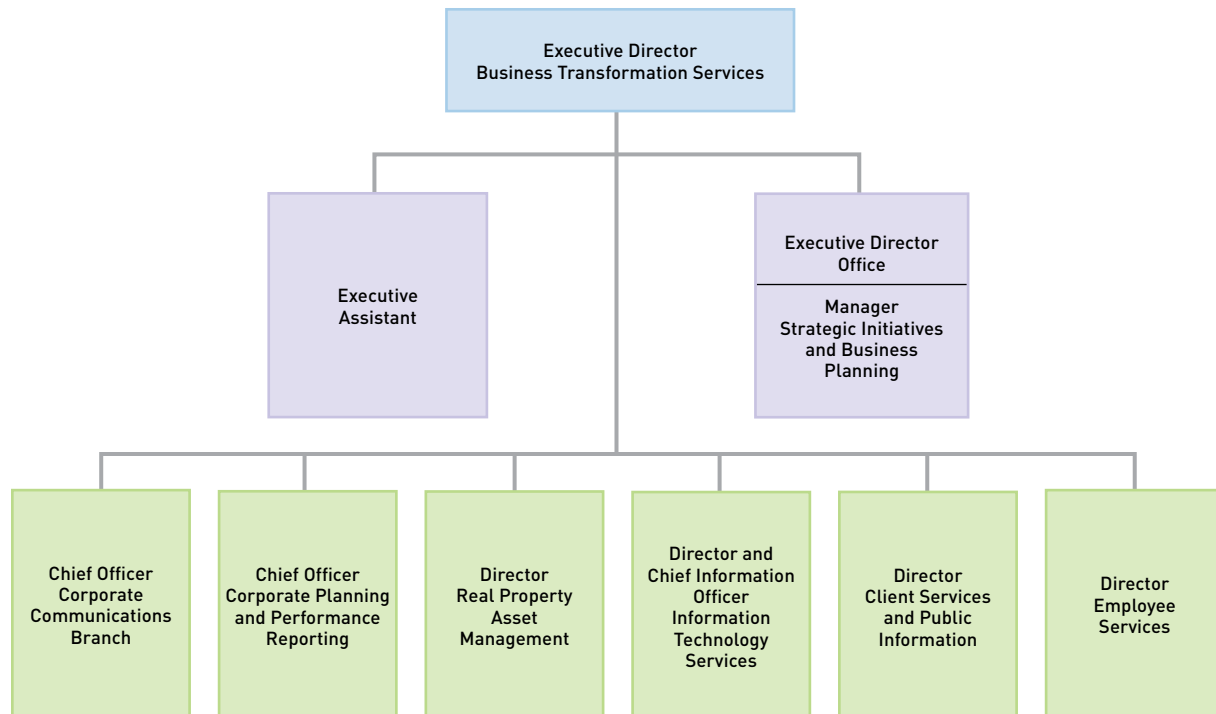 Executive Director
Business Transformation Services
Executive
Assistant
Executive Director
Office
Manager
Strategic Initiatives
and Business
Planning
Chief Officer
Corporate
Communications
Branch
Chief Officer
Corporate Planning
and Performance
Reporting
Director
Real Property
Asset
Management
Director and
Chief Information
Officer
Information
Technology
Services
Director
Client Services
and Public
Information
Director
Employee
Services